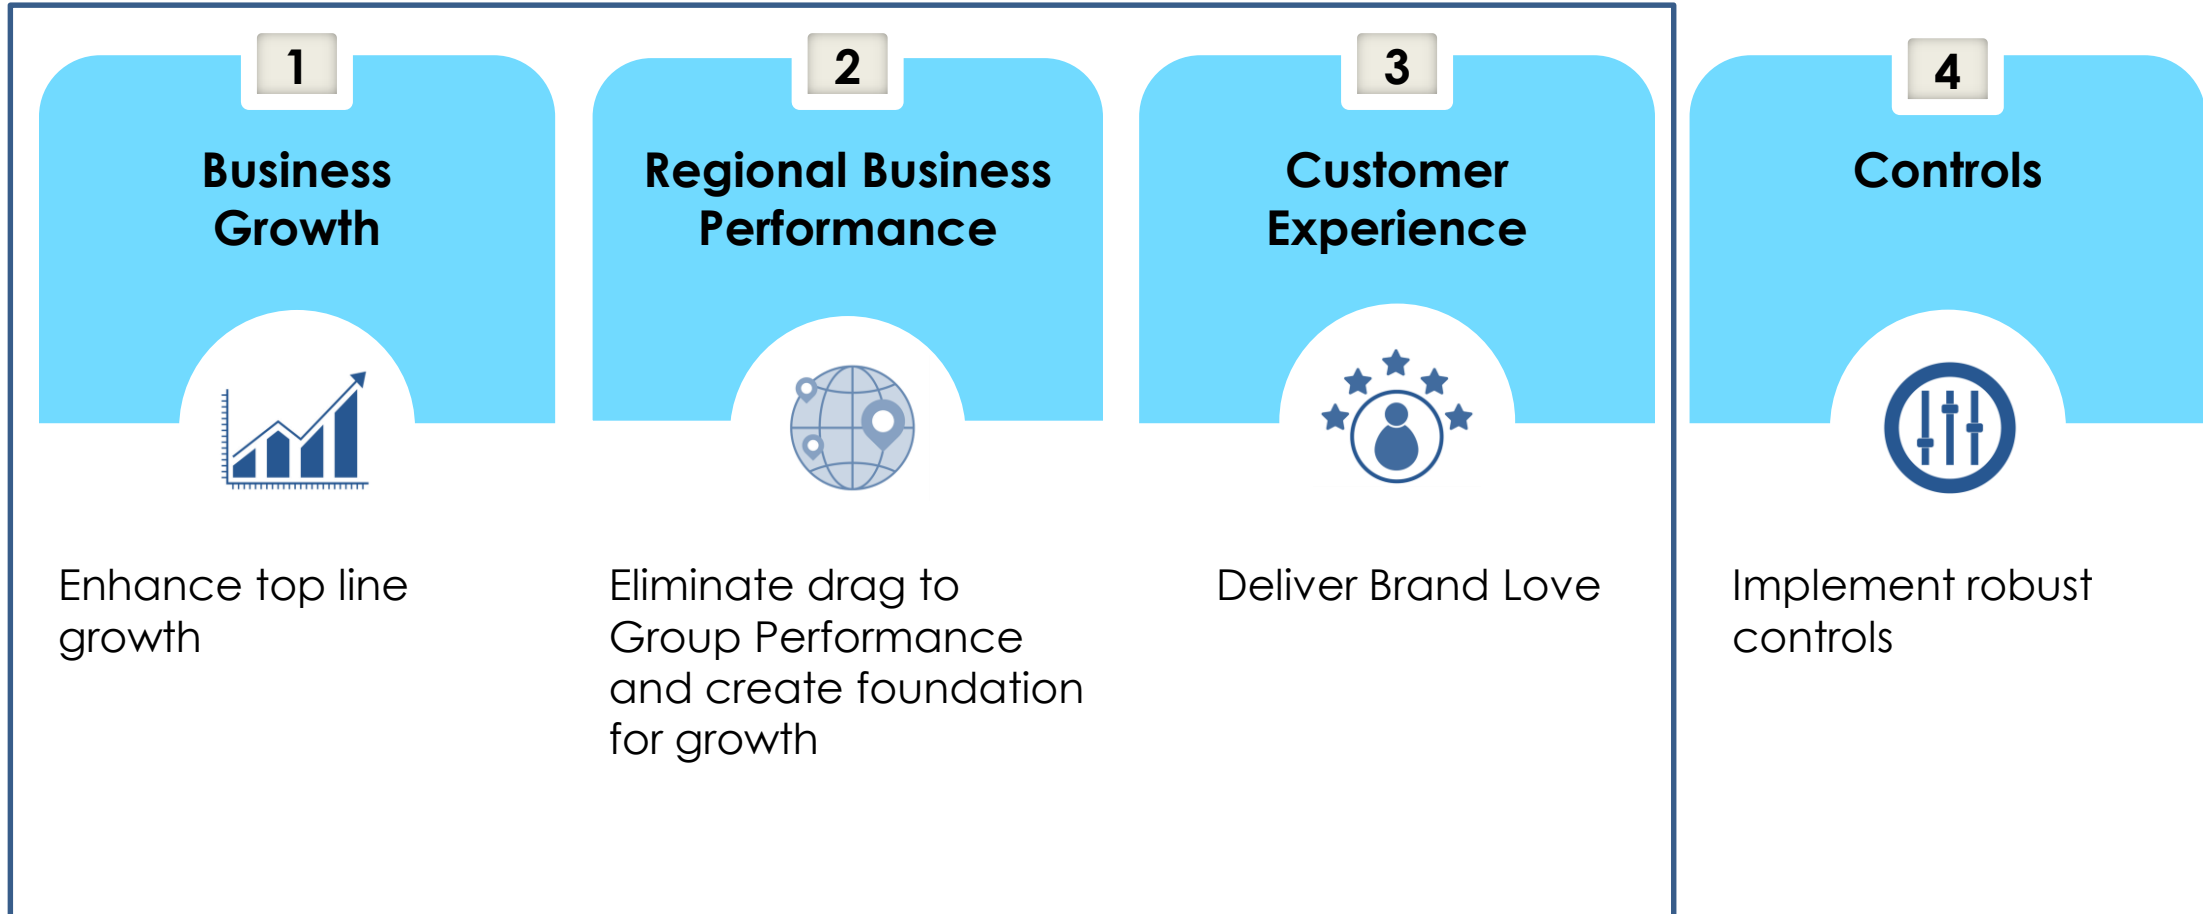 1
Business
Growth
Enhance top line
growth
2
Regional Business
Performance
Eliminate drag to
Group Performance
and create foundation
for growth
3
Customer
Experience
Deliver Brand Love
4
Controls
Implement robust
controls